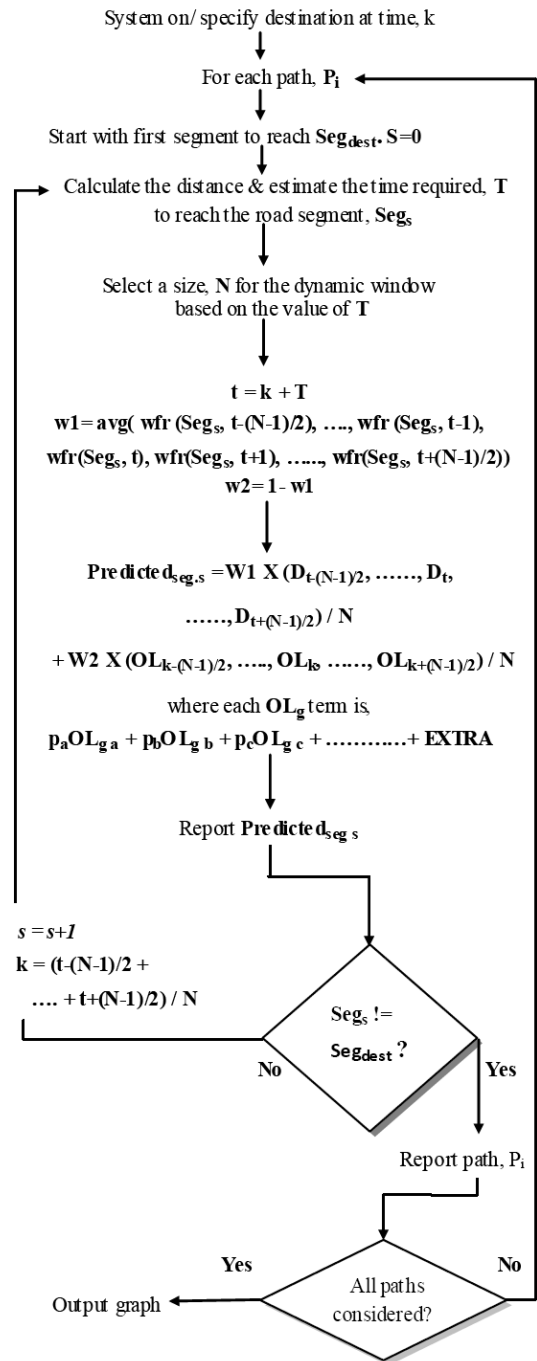 System on/ specify destination at time, k
For each path, Pi
Start with first segment to reach Segdest. S=0
Calculate the distance & estimate the time required, T
to reach the road segment, Segs
Select a size, N for the dynamic window
based on the value of T
t = k + T
w1= avg( wfr (Segs, t-(N-1)/2), …., wfr (Segs, t-1),
wfr(Segs, t), wfr(Segs, t+1), ……, wfr(Segs, t+(N-1)/2))
w2= 1- w1
Predictedseg.s =W1 X (Dt-(N-1)/2, ……, Dt,
……, Dt+(N-1)/2) / N
+ W2 X (OLk-(N-1)/2, …., OLk, ……, OLk+(N-1)/2) / N
where each OLg term is,
paOLg a + pbOLg b + pcOLg c + …………+ EXTRA
Report Predictedseg s
s = s+1
k = (t-(N-1)/2 +
…. + t+(N-1)/2) / N
Segs !=
Segdest ?
No
Yes
Report path, Pi
Yes
No
All paths
considered?
Output graph